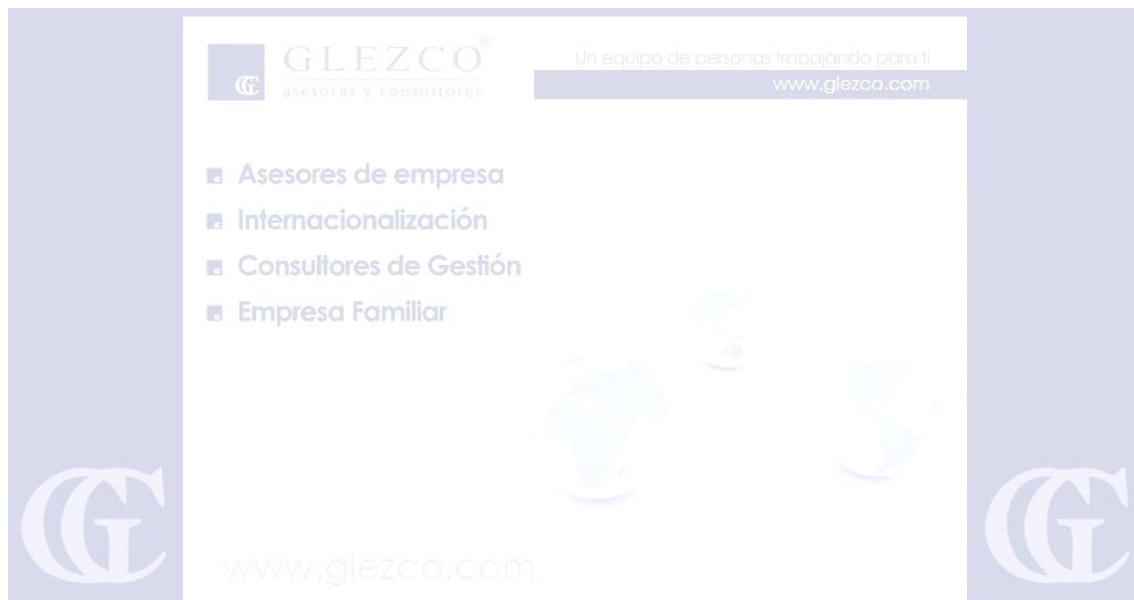 GLEZCO®
asesores y consultores
Un equipo de personas trabajando para ti
www.glezco.com
Asesores de empresa
Internacionalización
Consultores de Gestión
Empresa Familiar
www.glezco.com